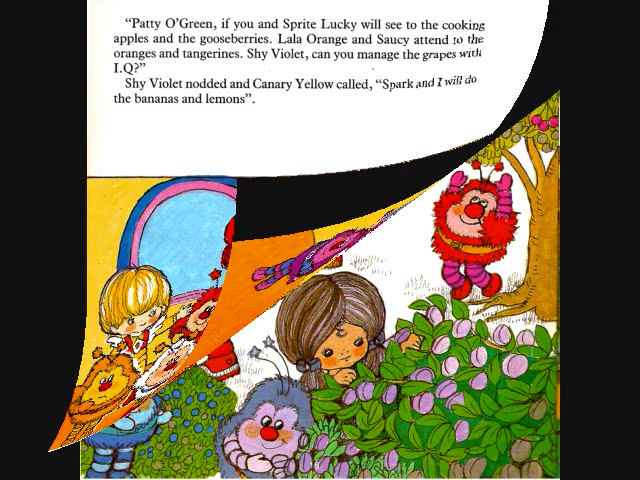 “Patty O’Green, if you and Sprite Lucky will see to the cooking
apples and the gooseberries. Lala Orange and Saucy attend to the
oranges and tangerines. Shy Violet, can you manage the grapes with
I.Q?”
Shy Violet nodded and Canary Yellow called, “Spark and I will do
the bananas and lemons”.